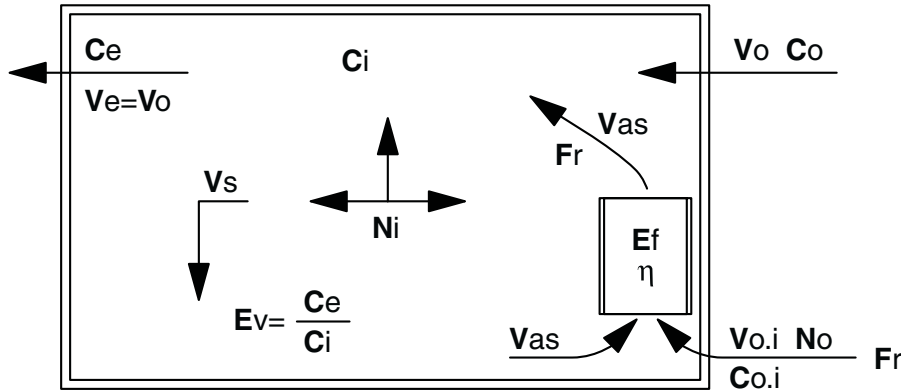 Ce
Ve=Vo
Ci
Vo Co
Vas
Fr
Vs
Ni
Ef
η
Ev= Ce
Ci
Vas
Vo.i No
Co.i
Fr